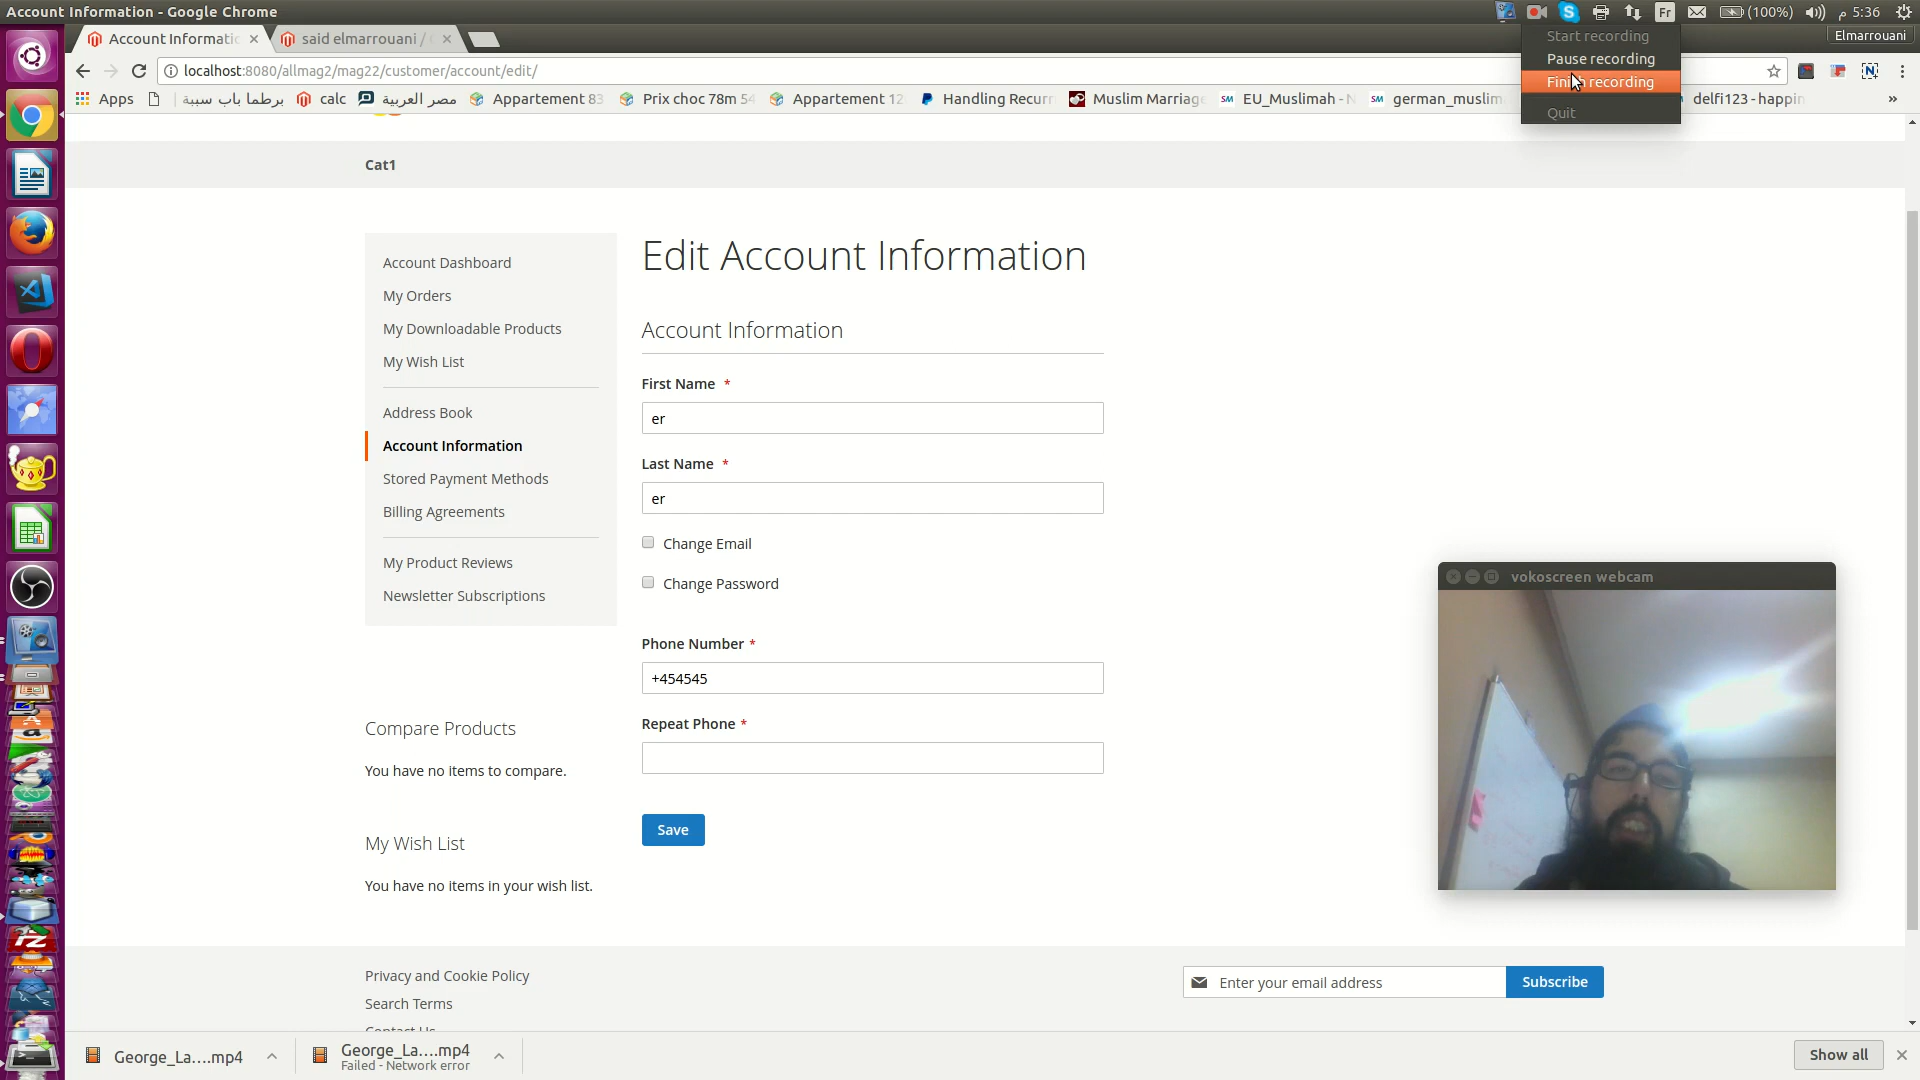 Account Information - Google Chrome
Fr
(100%)
5:36 م
Start recording
Pause recording
Finish recording
Quit
Elmarrouani
Account Informatic
said elmarrouani /
localhost:8080/allmag2/mag22/customer/account/edit/
Apps
برطما باب سبتة
calc
مصر العربية
Appartement 83
Prix choc 78m 54
Appartement 12
Handling Recurr
Muslim Marriage
EU_Muslimah - N
german_muslim
delfi123 - happin
»
Cat1
Account Dashboard
My Orders
My Downloadable Products
My Wish List
Address Book
Account Information
Stored Payment Methods
Billing Agreements
My Product Reviews
Newsletter Subscriptions
Compare Products
You have no items to compare.
My Wish List
You have no items in your wish list.
Edit Account Information
Account Information
First Name *
er
Last Name *
er
Change Email
Change Password
Phone Number *
+454545
Repeat Phone *
Save
vokoscreen webcam
Privacy and Cookie Policy
Search Terms
Contact Us
Enter your email address
Subscribe
George_La....mp4
George_La....mp4
Failed - Network error
Show all